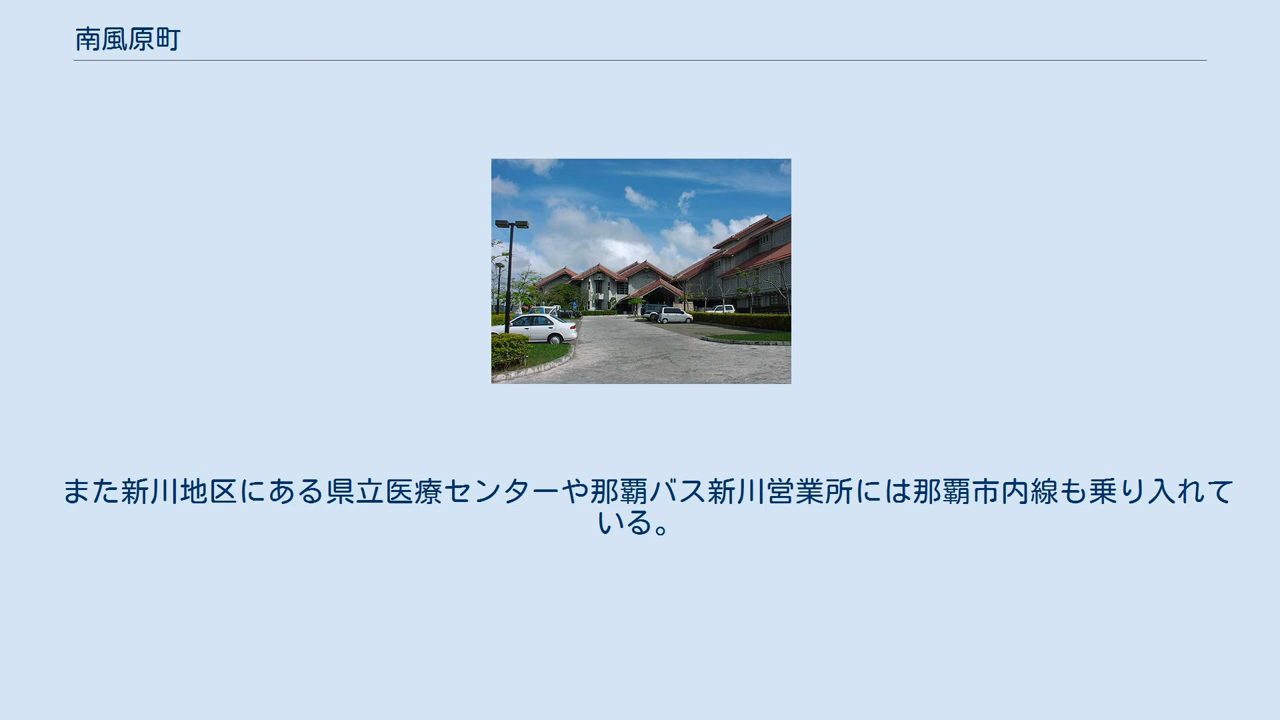 南風原町
また新川地区にある県立医療センターや那覇バス新川営業所には那覇市内線も乗り入れて
いる。